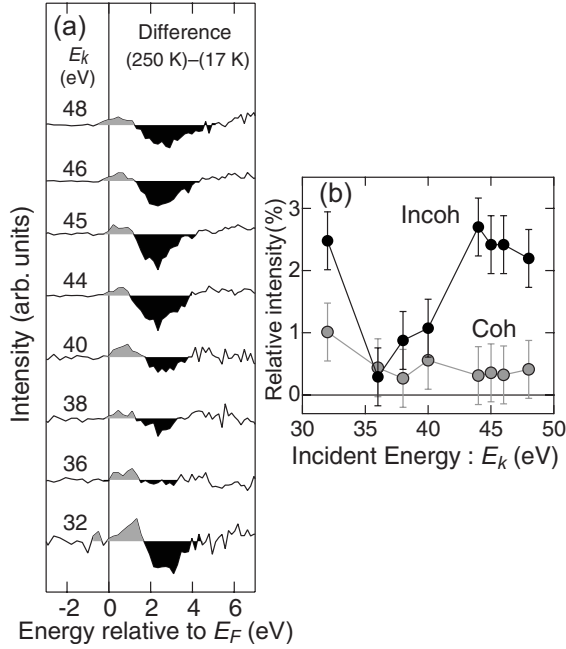 (a)
Difference
(250 K)–(17 K)
E_k
(eV)
48
46
45
44
40
38
36
32
Intensity (arb. units)
-2 0 2 4 6
Energy relative to E_F (eV)
(b)
Incoh
Coh
Relative intensity(%)
3
2
1
0
30 35 40 45 50
Incident Energy : E_k (eV)